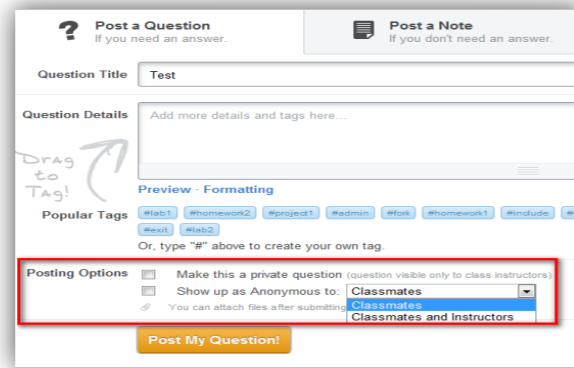 ? Post a Question
If you need an answer.
Post a Note
If you don't need an answer.
Question Title Test
Question Details Add more details and tags here...
DRAG
to
TAG!
Preview · Formatting
Popular Tags #lab1 #homework2 #project1 #admin #fork #homework1 #include
#exit #lab2
Or, type "#" above to create your own tag.
Posting Options Make this a private question (question visible only to class instructors)
Show up as Anonymous to: Classmates
You can attach files after submitting
Classmates
Classmates and Instructors
Post My Question!